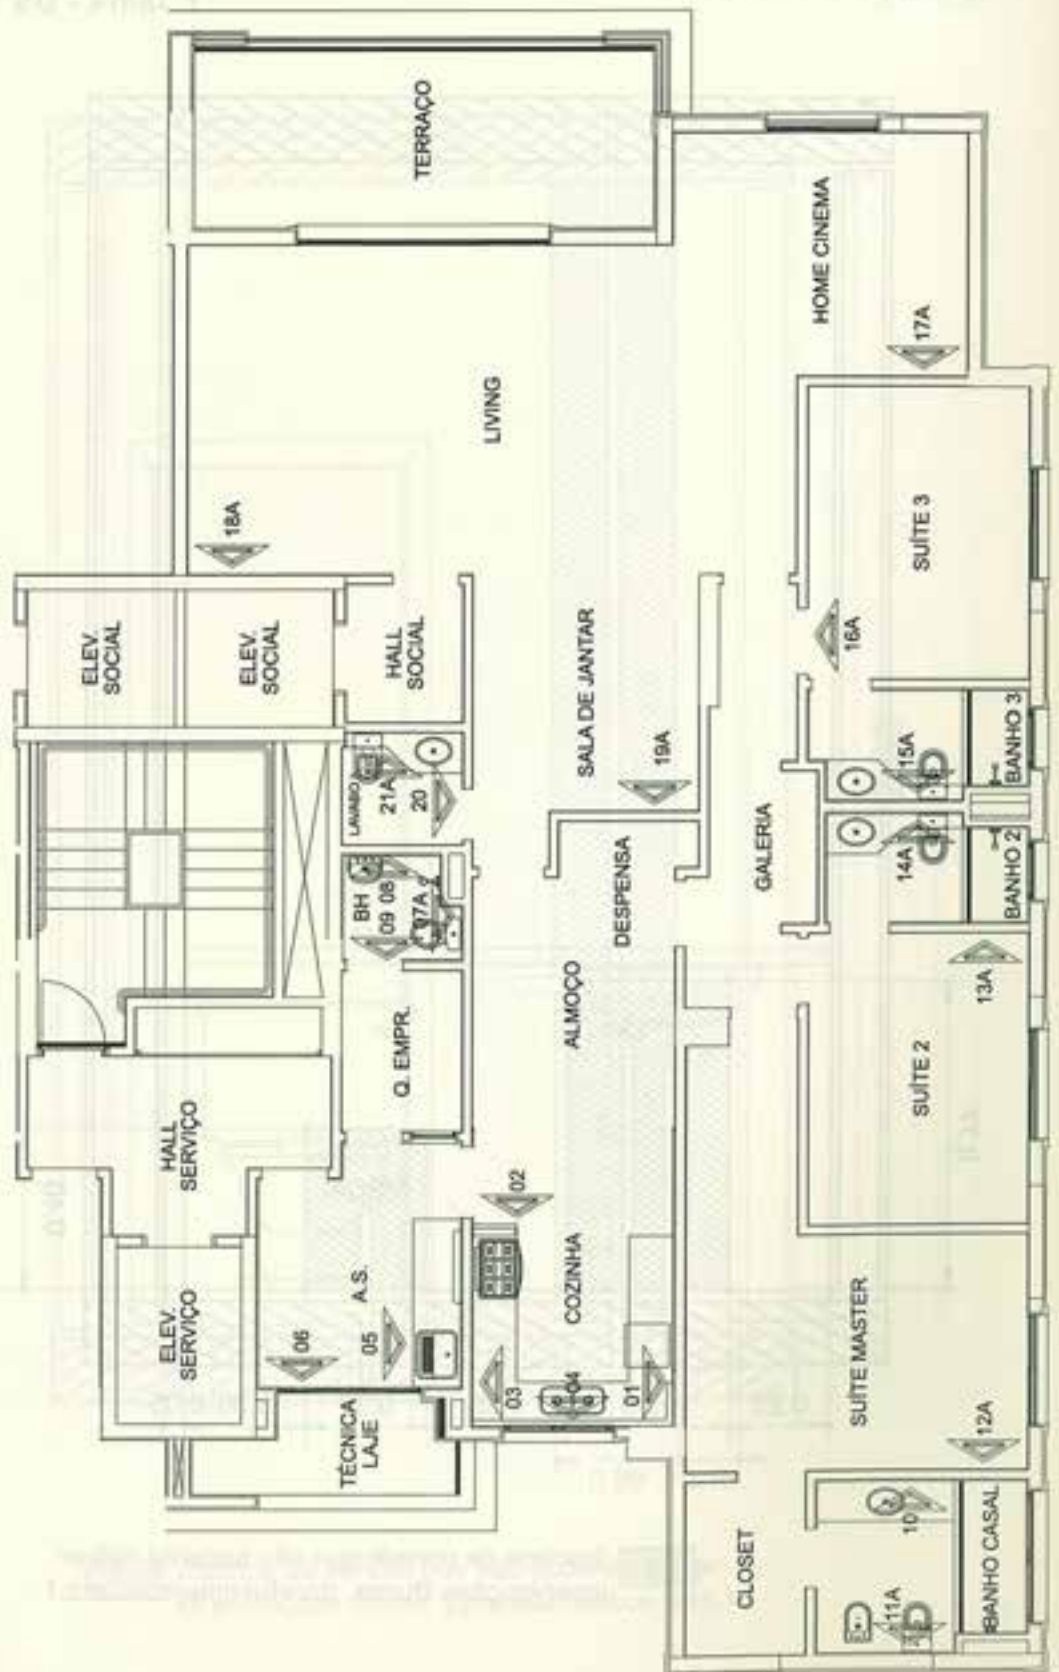 TERRAÇO
HOME CINEMA
17A
LIVING
18A
ELEV.
SOCIAL
ELEV.
SOCIAL
HALL
SOCIAL
SALA DE JANTAR
19A
SUÍTE 3
16A
LAVABO
21A
20
BANHO 3
15A
GALERIA
DESPENSA
BH
09
08
07A
14A
BANHO 2
13A
SUÍTE 2
ALMOÇO
Q. EMPR.
HALL
SERVIÇO
02
COZINHA
A.S.
05
06
ELEV.
SERVIÇO
03
04
01
SUÍTE MASTER
12A
TÉCNICA
LAJE
CLOSET
10
11A
BANHO CASAL